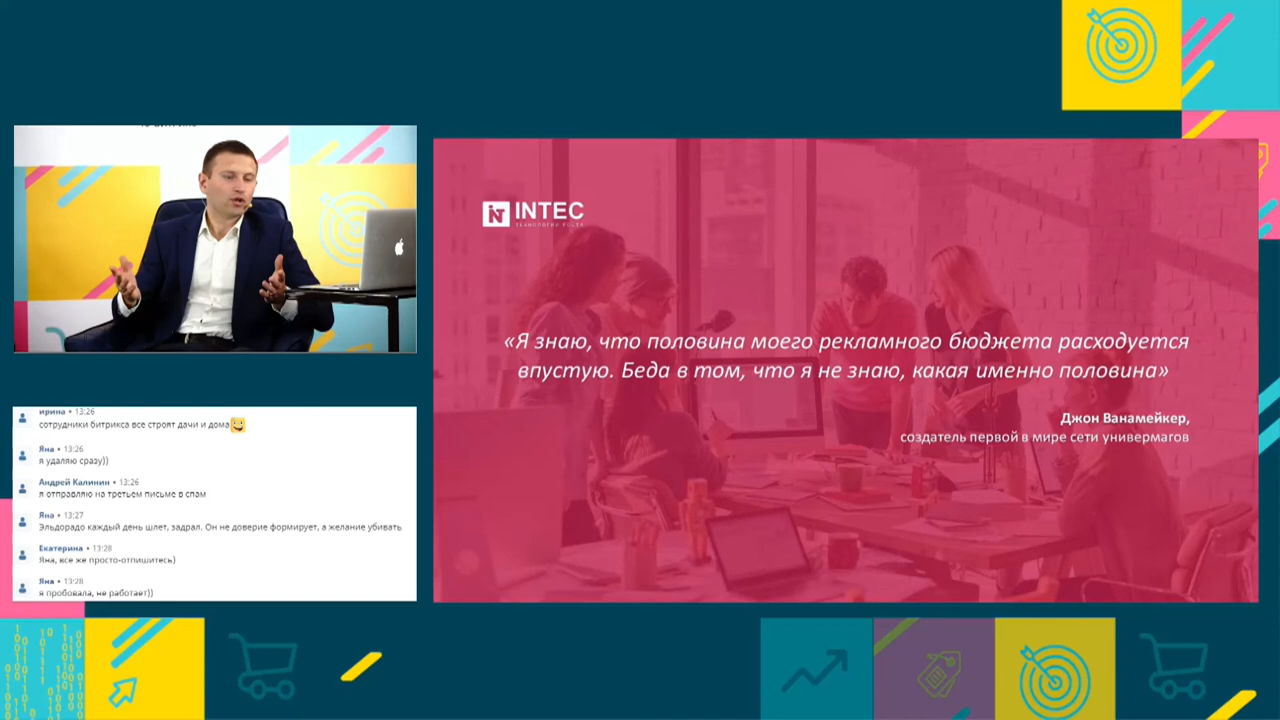 INTEC
ТЕХНОЛОГИИ РОСТА
«Я знаю, что половина моего рекламного бюджета расходуется
впустую. Беда в том, что я не знаю, какая именно половина»
Джон Ванамейкер,
создатель первой в мире сети универмагов
ирина • 13:26
сотрудники битрикса все строят дачи и дома
Яна • 13:26
я удаляю сразу))
Андрей Калинин • 13:26
я отправляю на третьем письме в спам
Яна • 13:27
Эльдорадо каждый день шлет, задрал. Он не доверие формирует, а желание убивать
Екатерина • 13:28
Яна, все же просто-отпишитесь)
Яна • 13:28
я пробовала, не работает))